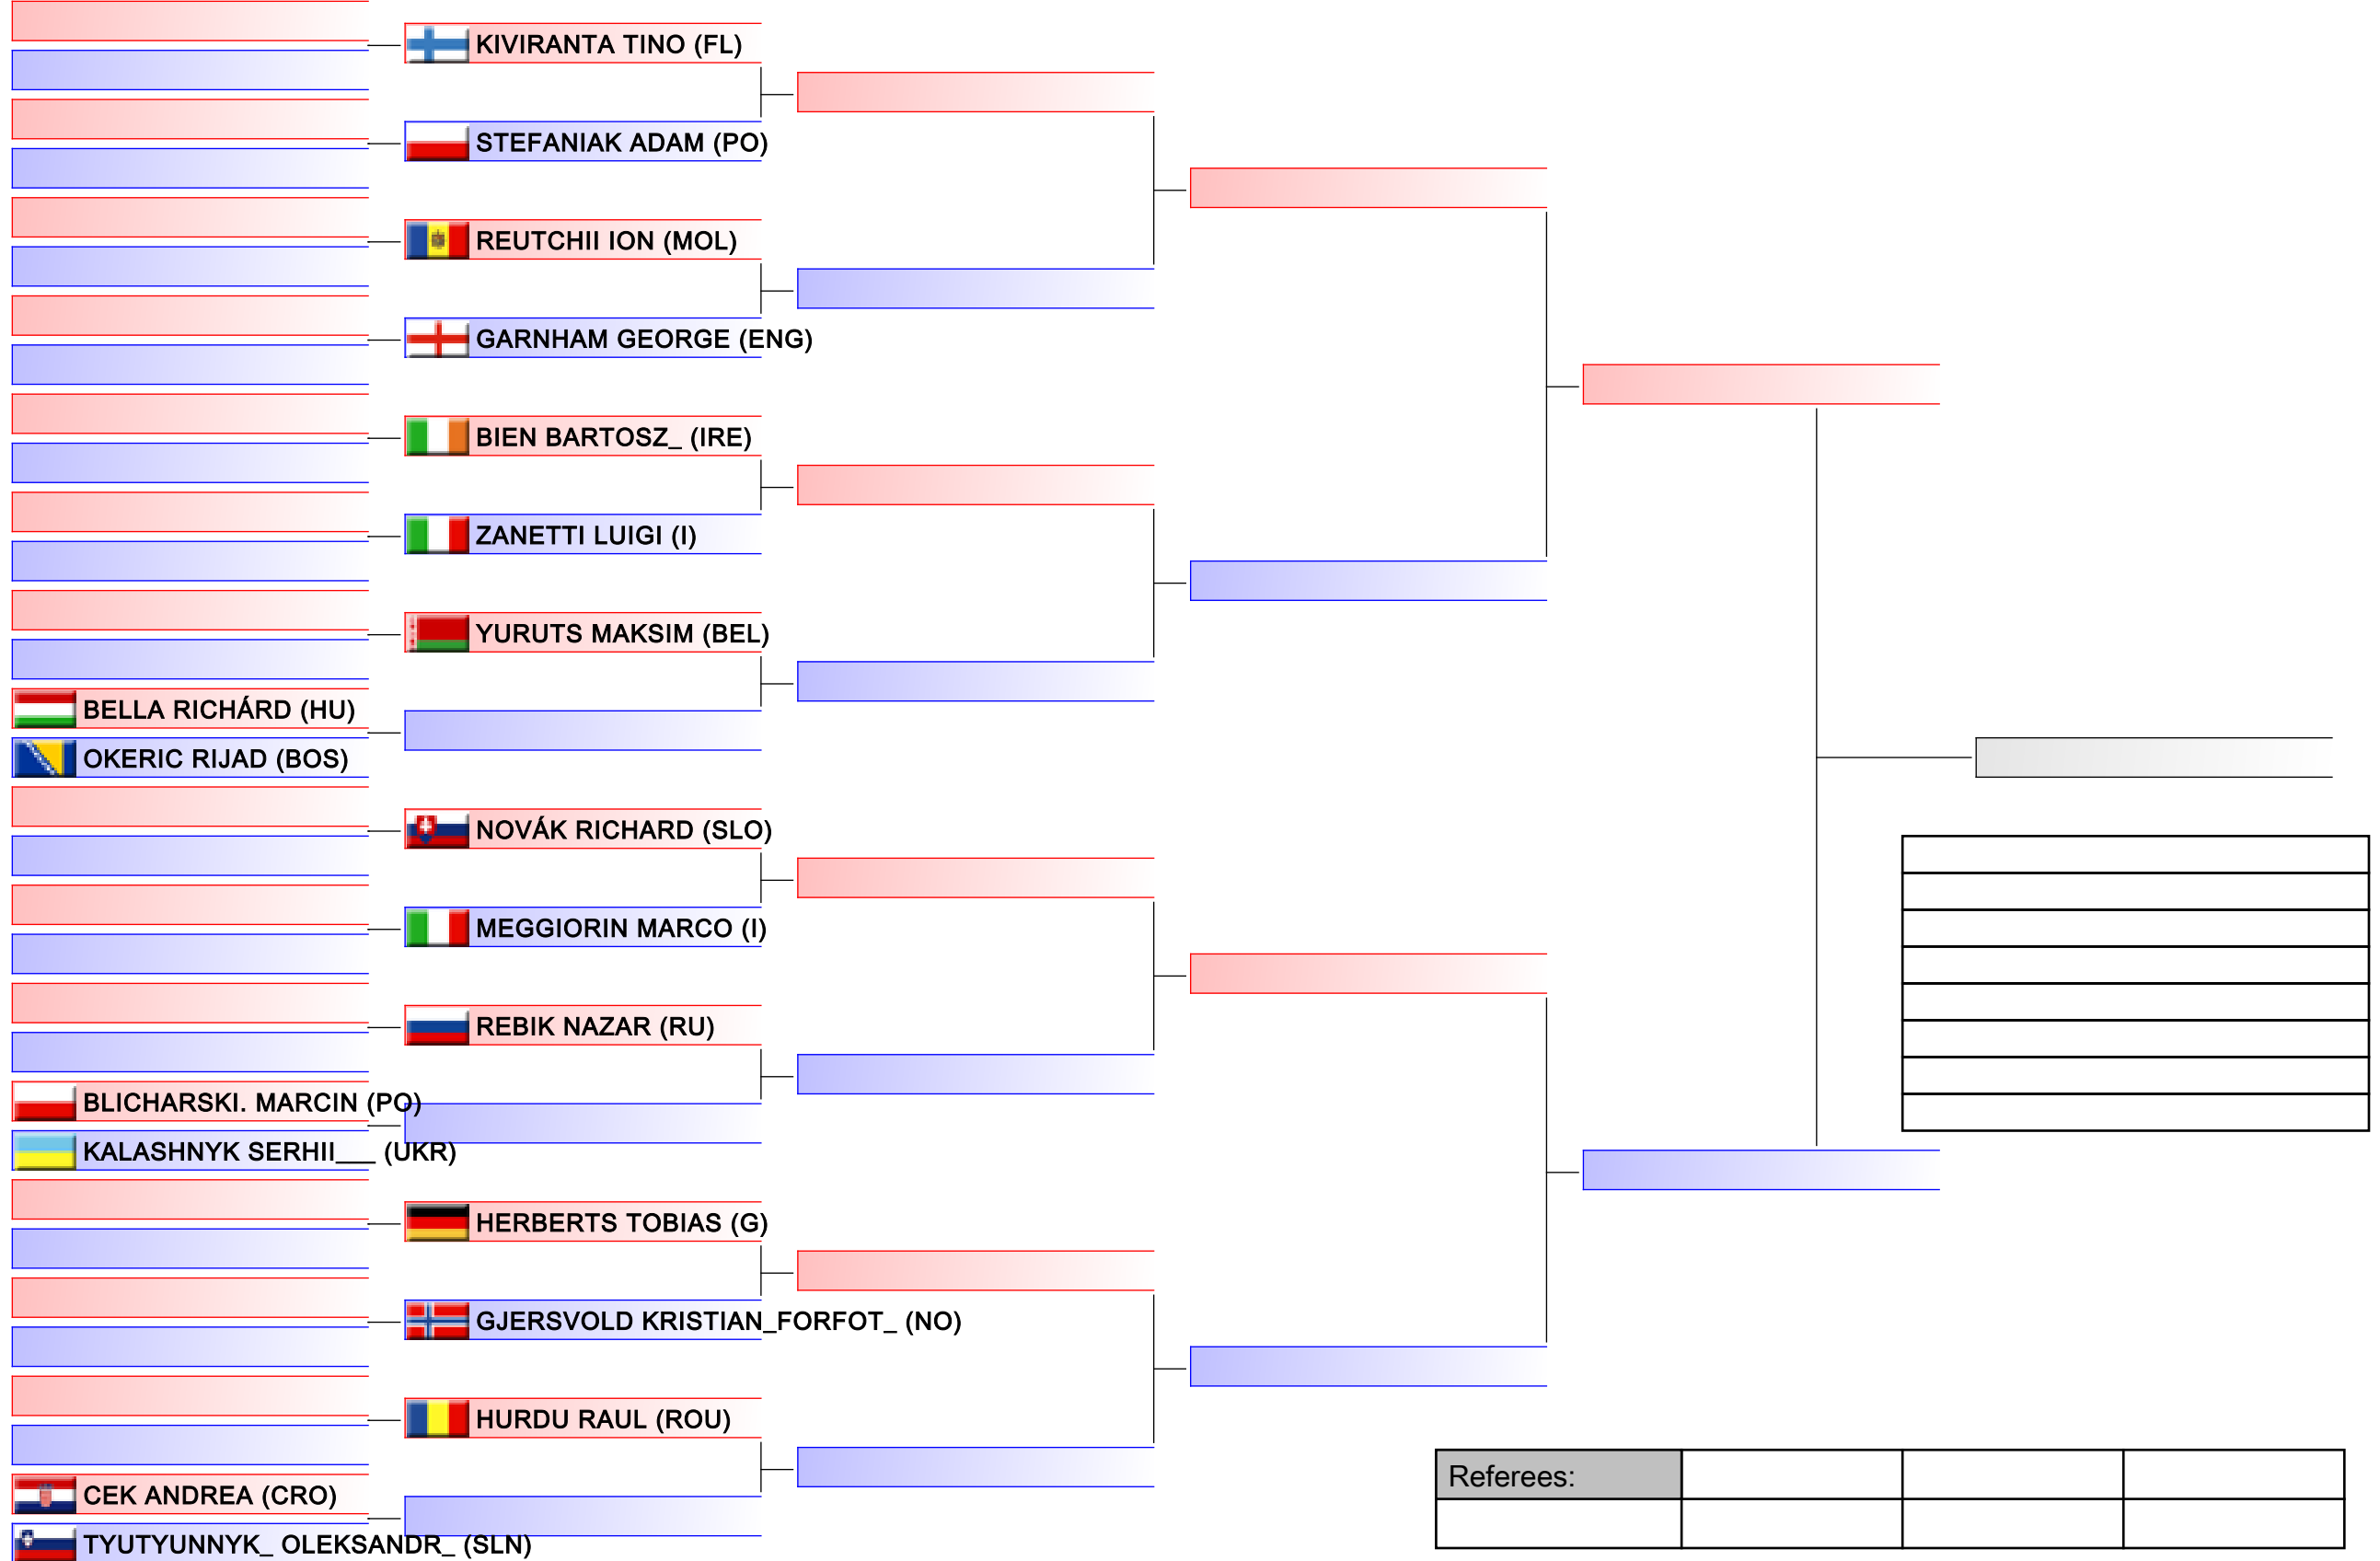 KIVIRANTA TINO (FL)
STEFANIAK ADAM (PO)
REUTCHII ION (MOL)
GARNHAM GEORGE (ENG)
BIEN BARTOSZ_ (IRE)
ZANETTI LUIGI (I)
YURUTS MAKSIM (BEL)
BELLA RICHÁRD (HU)
OKERIC RIJAD (BOS)
NOVÁK RICHARD (SLO)
MEGGIORIN MARCO (I)
REBIK NAZAR (RU)
BLICHARSKI. MARCIN (PO)
KALASHNYK SERHII___ (UKR)
HERBERTS TOBIAS (G)
GJERSVOLD KRISTIAN_FORFOT_ (NO)
HURDU RAUL (ROU)
Referees:
CEK ANDREA (CRO)
TYUTYUNNYK_ OLEKSANDR_ (SLN)